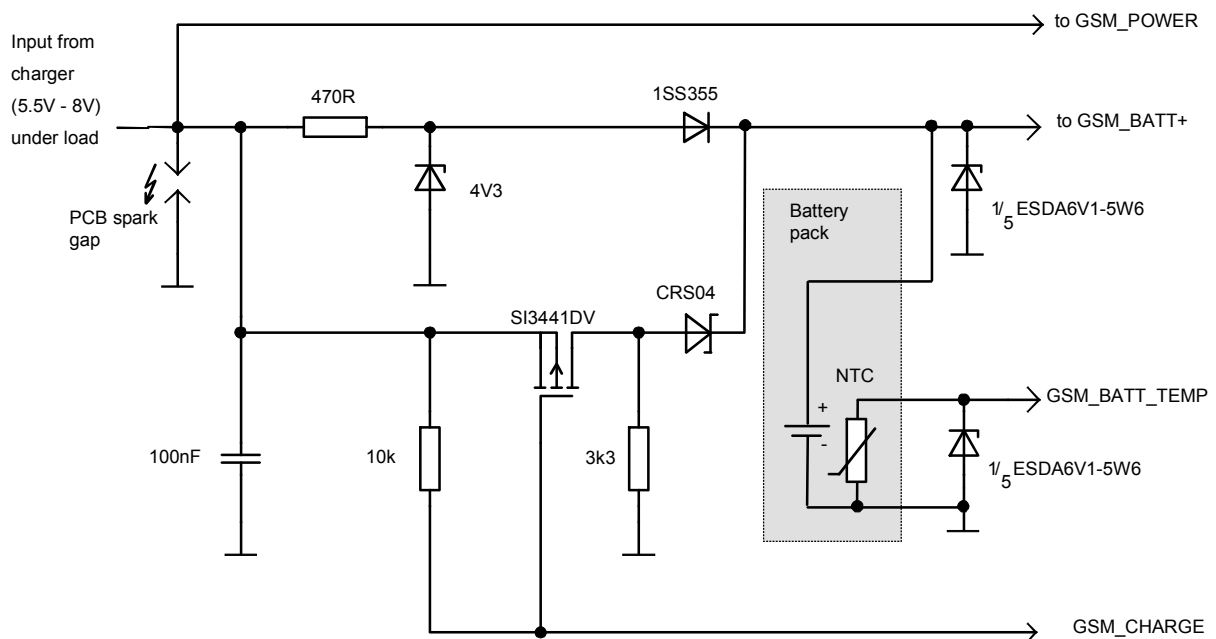 to GSM_POWER
Input from
charger
(5.5V - 8V)
under load
470R
1SS355
to GSM_BATT+
PCB spark
gap
4V3
Battery
pack
1/5 ESDA6V1-5W6
CRS04
SI3441DV
NTC
GSM_BATT_TEMP
+
-
100nF
10k
3k3
1/5 ESDA6V1-5W6
GSM_CHARGE